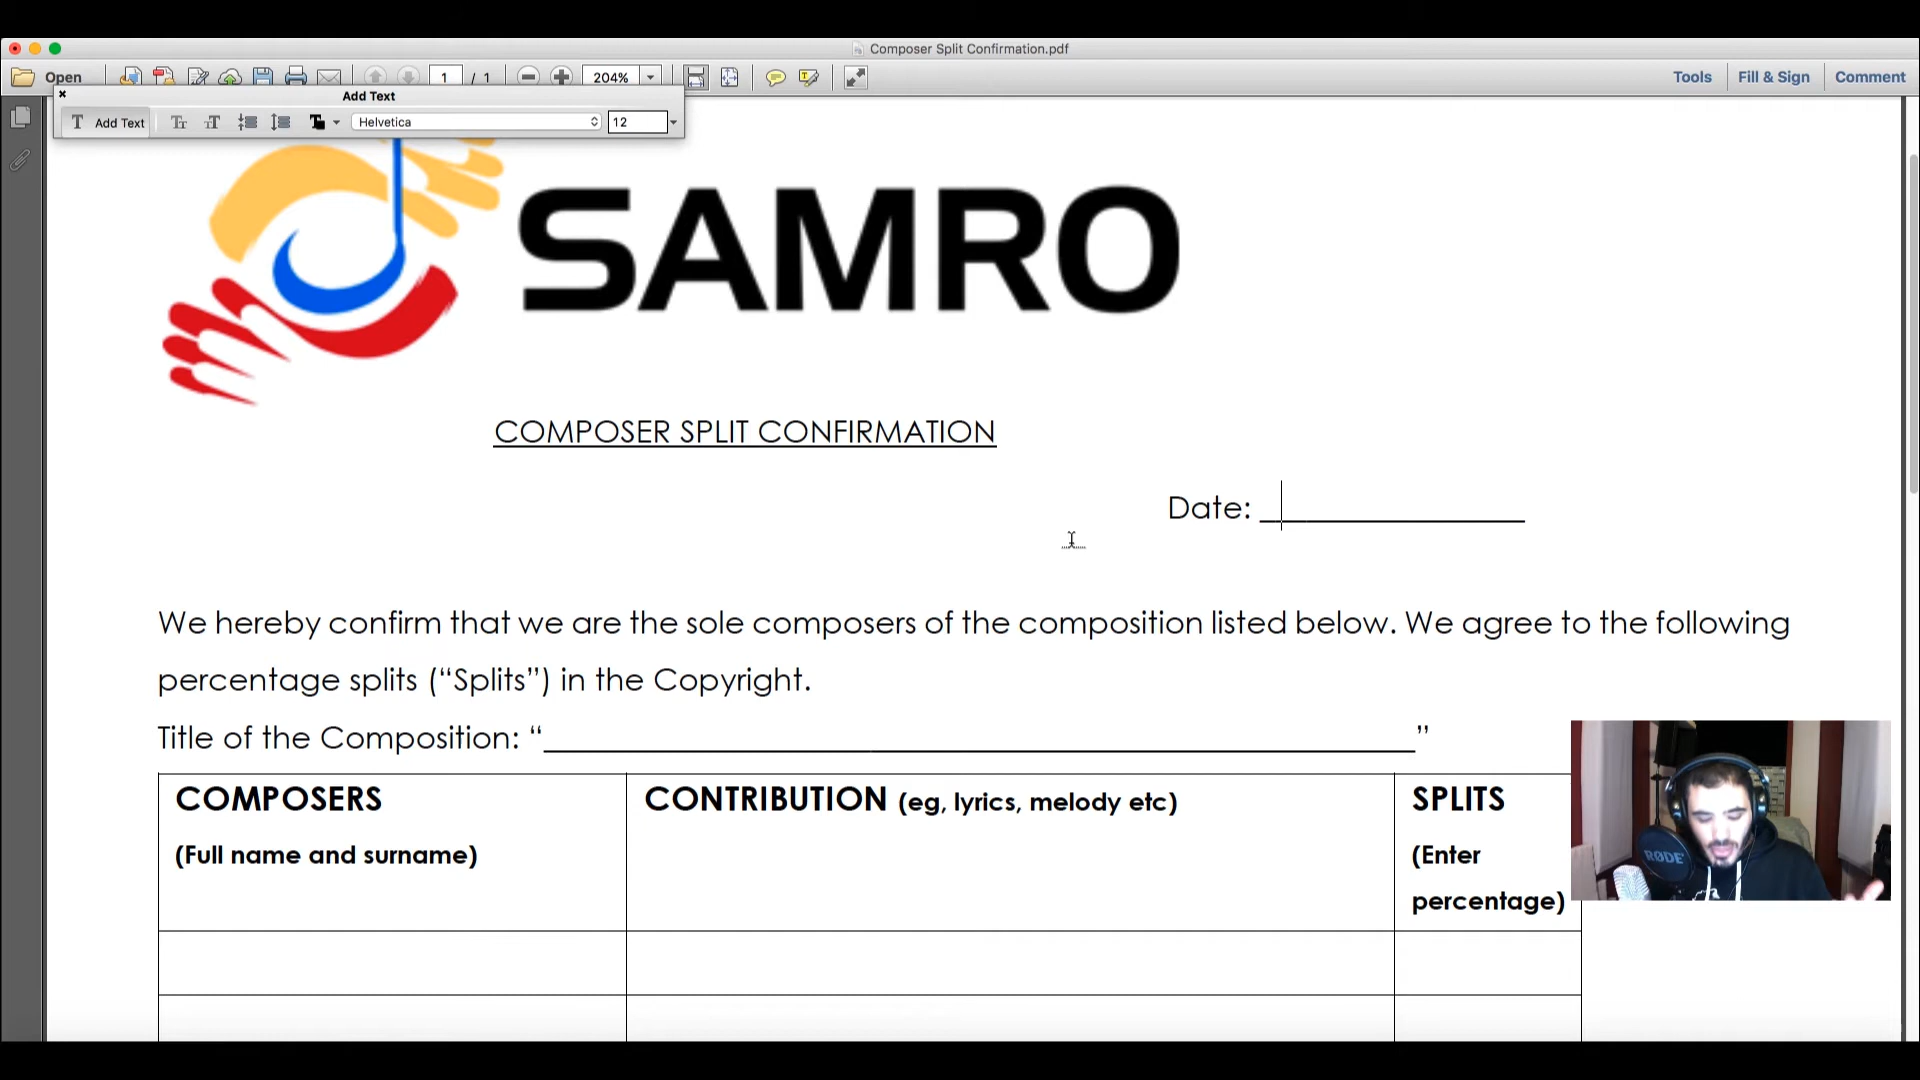 Composer Split Confirmation.pdf
Open
1 / 1
204%
Tools
Fill & Sign
Comment
Add Text
T Add Text
Helvetica
12
SAMRO
COMPOSER SPLIT CONFIRMATION
Date: ________________
We hereby confirm that we are the sole composers of the composition listed below. We agree to the following
percentage splits (“Splits”) in the Copyright.
Title of the Composition: “____________________________________________________”
COMPOSERS
(Full name and surname)
CONTRIBUTION (eg, lyrics, melody etc)
SPLITS
(Enter
percentage)
RØDE